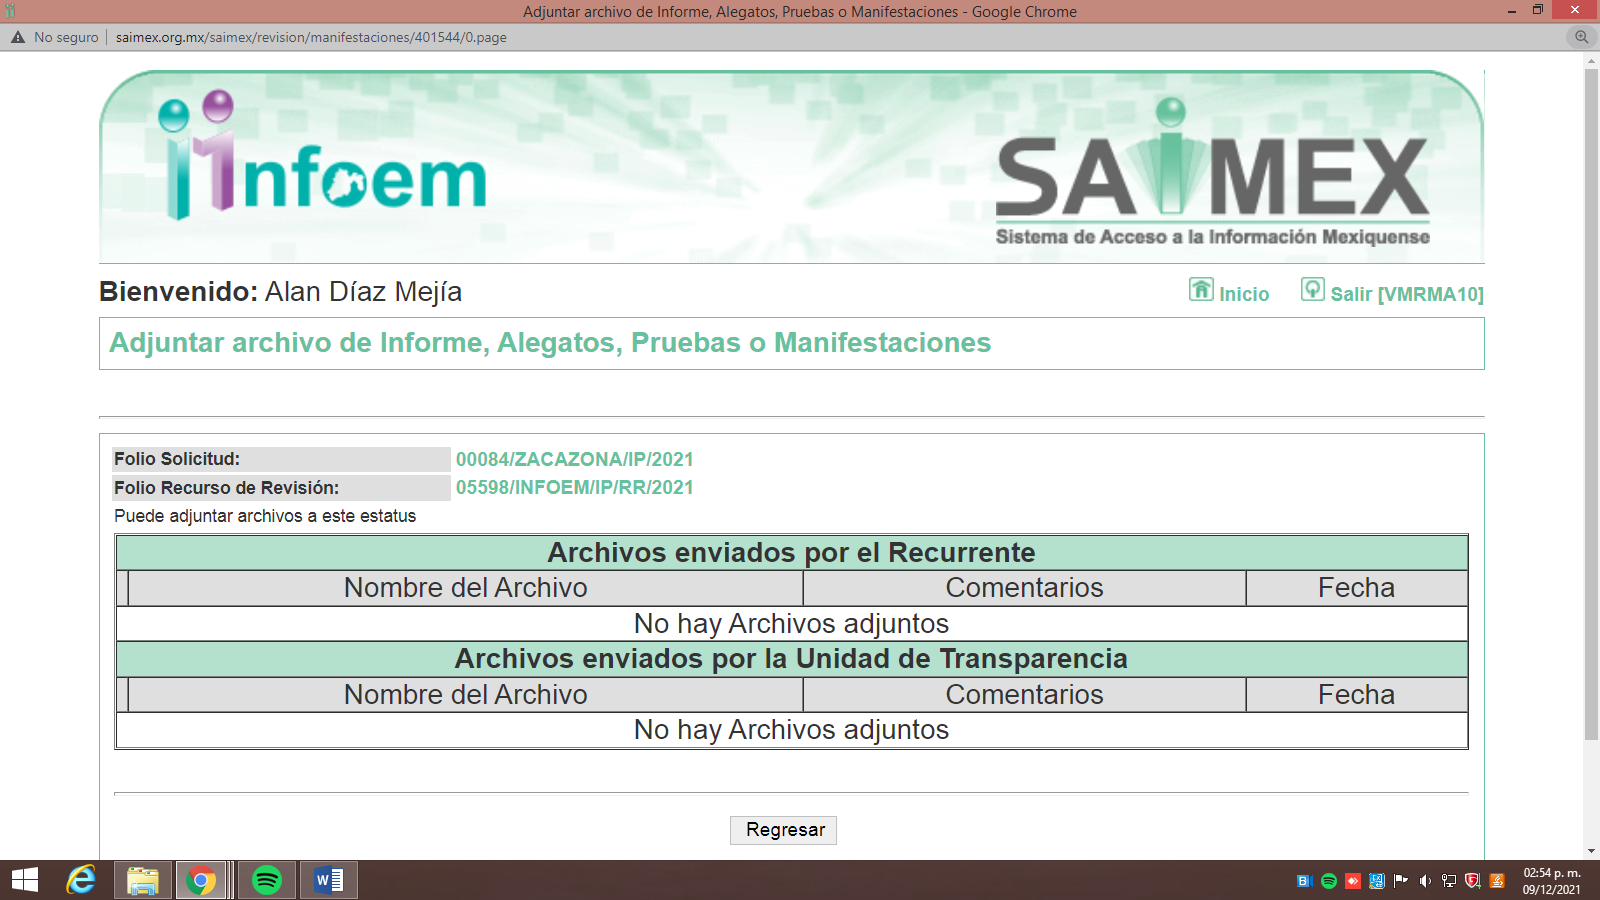 Adjuntar archivo de Informe, Alegatos, Pruebas o Manifestaciones - Google Chrome
No seguro | saimex.org.mx/saimex/revision/manifestaciones/401544/0.page
infoem
SAIMEX
Sistema de Acceso a la Información Mexiquense
Bienvenido: Alan Díaz Mejía
Inicio
Salir [VMRMA10]
Adjuntar archivo de Informe, Alegatos, Pruebas o Manifestaciones
Folio Solicitud: 00084/ZACAZONA/IP/2021
Folio Recurso de Revisión: 05598/INFOEM/IP/RR/2021
Puede adjuntar archivos a este estatus
Archivos enviados por el Recurrente
Nombre del Archivo Comentarios Fecha
No hay Archivos adjuntos
Archivos enviados por la Unidad de Transparencia
Nombre del Archivo Comentarios Fecha
No hay Archivos adjuntos
Regresar
02:54 p. m.
09/12/2021